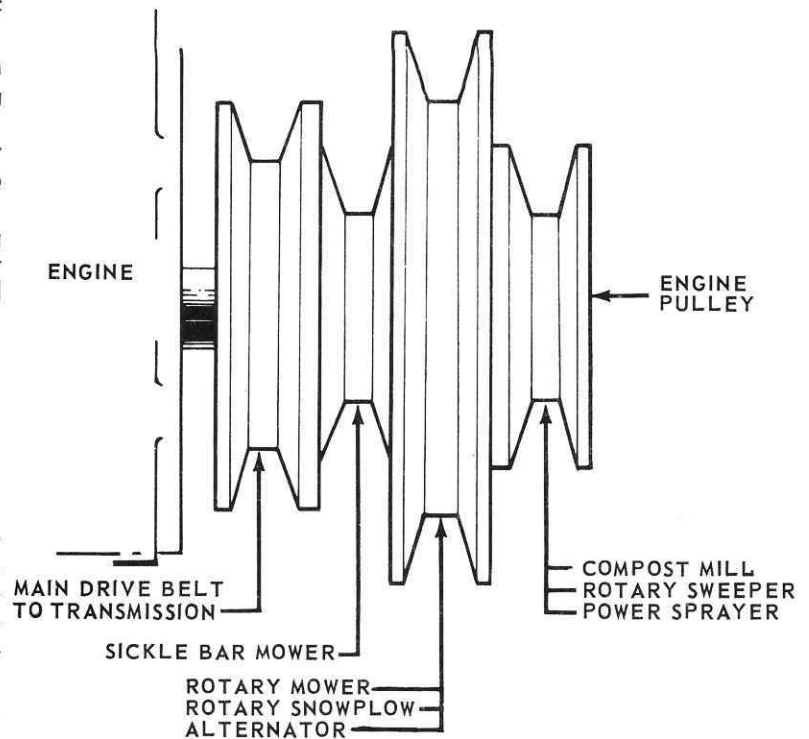 ENGINE
ENGINE
PULLEY
MAIN DRIVE BELT
TO TRANSMISSION
SICKLE BAR MOWER
ROTARY MOWER
ROTARY SNOWPLOW
ALTERNATOR
COMPOST MILL
ROTARY SWEEPER
POWER SPRAYER